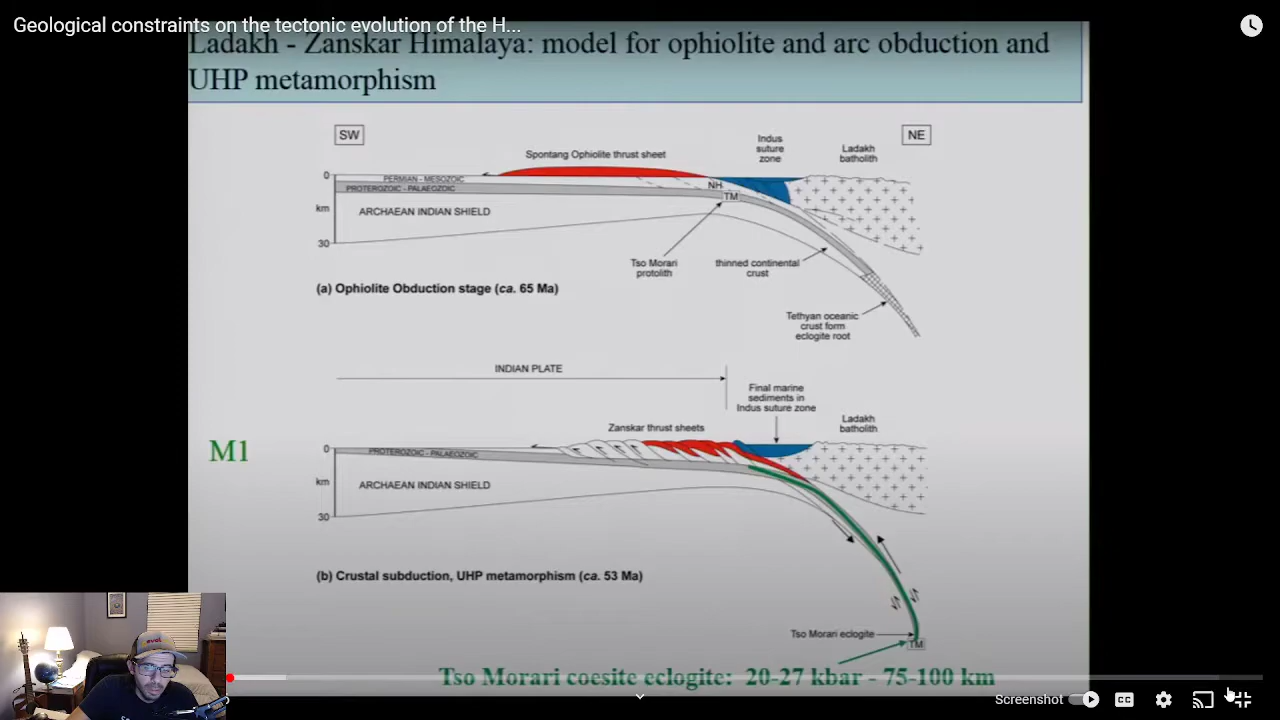 Geological constraints on the tectonic evolution of the H...
Ladakh - Zanskar Himalaya: model for ophiolite and arc obduction and
UHP metamorphism
SW
NE
Spontang Ophiolite thrust sheet
Indus
suture
zone
Ladakh
batholith
0
PERMIAN - MESOZOIC
PROTEROZOIC - PALAEOZOIC
NH
TM
km
ARCHAEAN INDIAN SHIELD
30
Tso Morari
protolith
thinned continental
crust
(a) Ophiolite Obduction stage (ca. 65 Ma)
Tethyan oceanic
crust form
eclogite root
INDIAN PLATE
Final marine
sediments in
Indus suture zone
Zanskar thrust sheets
Ladakh
batholith
M1
0
PROTEROZOIC - PALAEOZOIC
km
ARCHAEAN INDIAN SHIELD
30
(b) Crustal subduction, UHP metamorphism (ca. 53 Ma)
Tso Morari eclogite
TM
Tso Morari coesite eclogite: 20-27 kbar - 75-100 km
Screenshot
CC